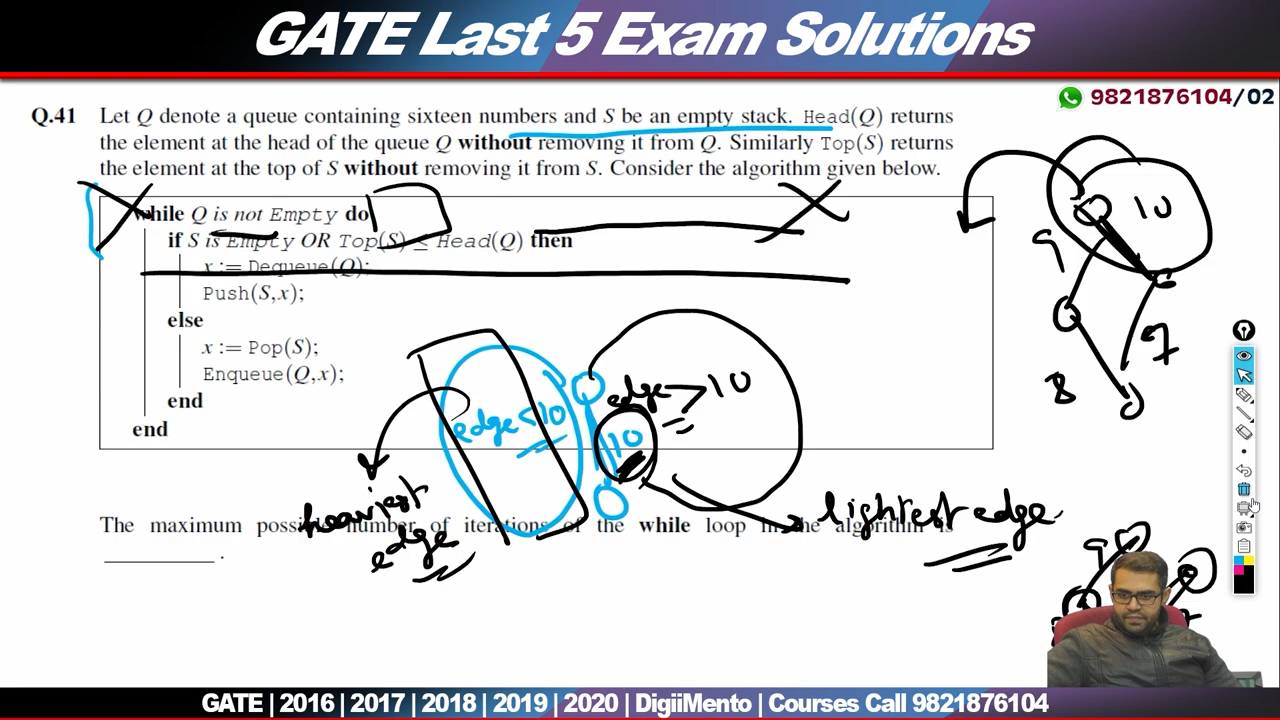 GATE Last 5 Exam Solutions
9821876104/02
Q.41 Let Q denote a queue containing sixteen numbers and S be an empty stack. Head(Q) returns
the element at the head of the queue Q without removing it from Q. Similarly Top(S) returns
the element at the top of S without removing it from S. Consider the algorithm given below.
while Q is not Empty do
if S is Empty OR Top(S) ≤ Head(Q) then
x := Dequeue(Q);
Push(S,x);
else
x := Pop(S);
Enqueue(Q,x);
end
end
The maximum possible number of iterations of the while loop in the algorithm is
________ .
10
9
8
7
edge < 10
10
edge > 10
heaviest
edge
lightest edge
9
GATE | 2016 | 2017 | 2018 | 2019 | 2020 | DigiiMento | Courses Call 9821876104